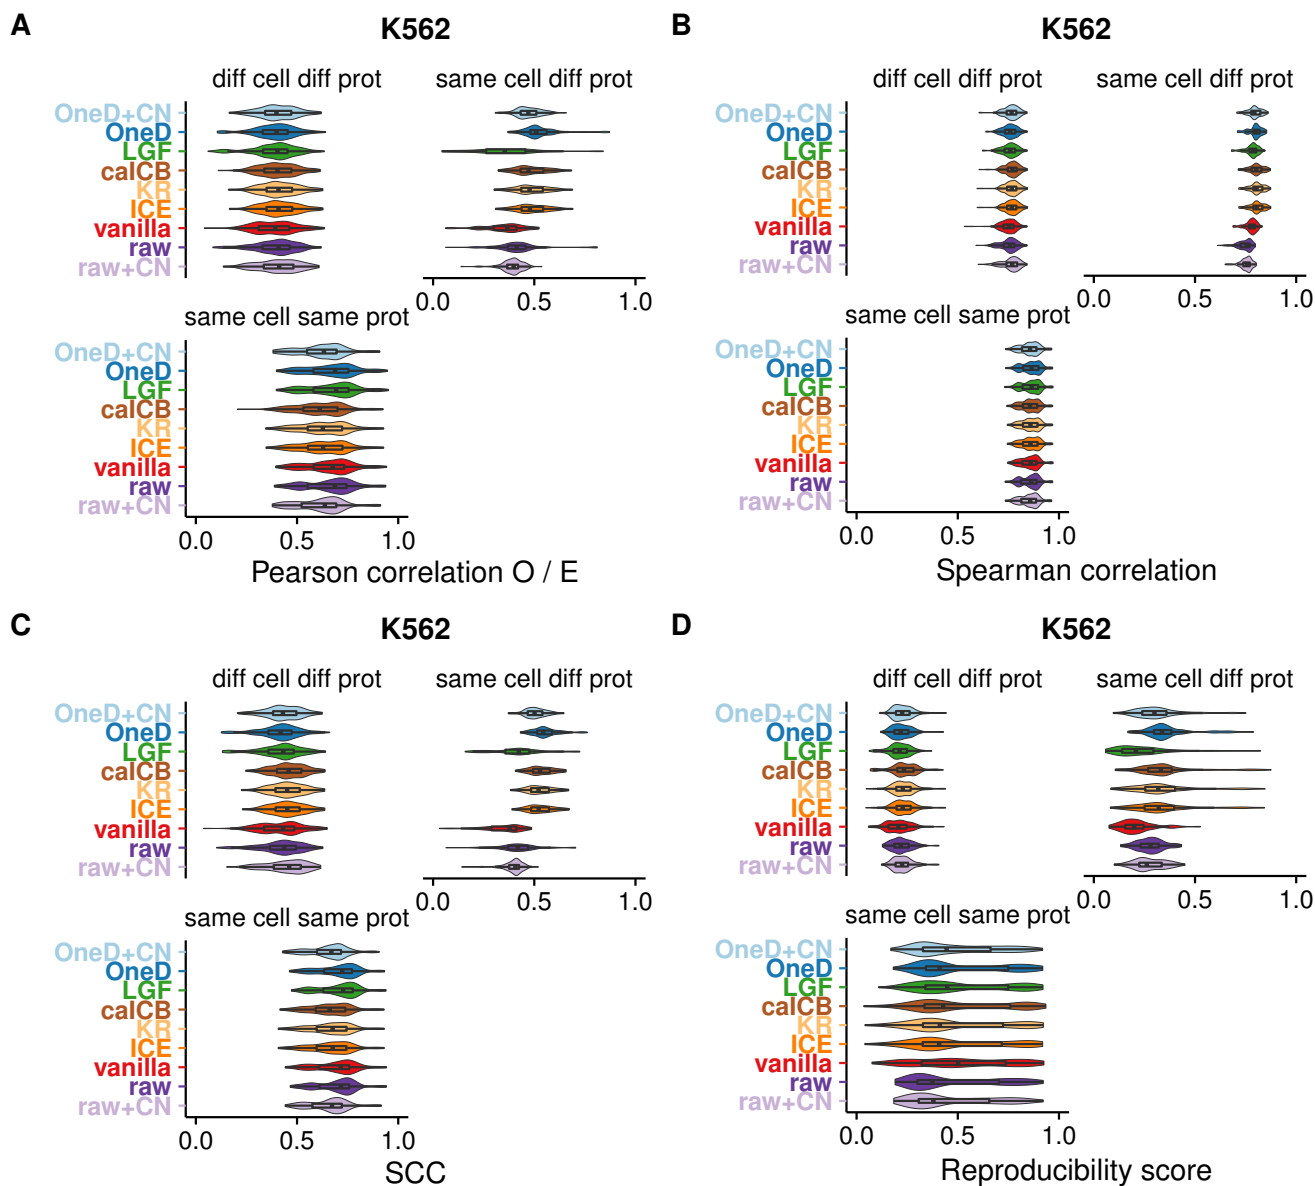 A
K562
diff cell diff prot
same cell diff prot
OneD+CN
OneD
LGF
caICB
KR
ICE
vanilla
raw
raw+CN
0.0 0.5 1.0
same cell same prot
OneD+CN
OneD
LGF
caICB
KR
ICE
vanilla
raw
raw+CN
0.0 0.5 1.0
Pearson correlation O / E
B
K562
diff cell diff prot
same cell diff prot
OneD+CN
OneD
LGF
caICB
KR
ICE
vanilla
raw
raw+CN
0.0 0.5 1.0
same cell same prot
OneD+CN
OneD
LGF
caICB
KR
ICE
vanilla
raw
raw+CN
0.0 0.5 1.0
Spearman correlation
C
K562
diff cell diff prot
same cell diff prot
OneD+CN
OneD
LGF
caICB
KR
ICE
vanilla
raw
raw+CN
0.0 0.5 1.0
same cell same prot
OneD+CN
OneD
LGF
caICB
KR
ICE
vanilla
raw
raw+CN
0.0 0.5 1.0
SCC
D
K562
diff cell diff prot
same cell diff prot
OneD+CN
OneD
LGF
caICB
KR
ICE
vanilla
raw
raw+CN
0.0 0.5 1.0
same cell same prot
OneD+CN
OneD
LGF
caICB
KR
ICE
vanilla
raw
raw+CN
0.0 0.5 1.0
Reproducibility score